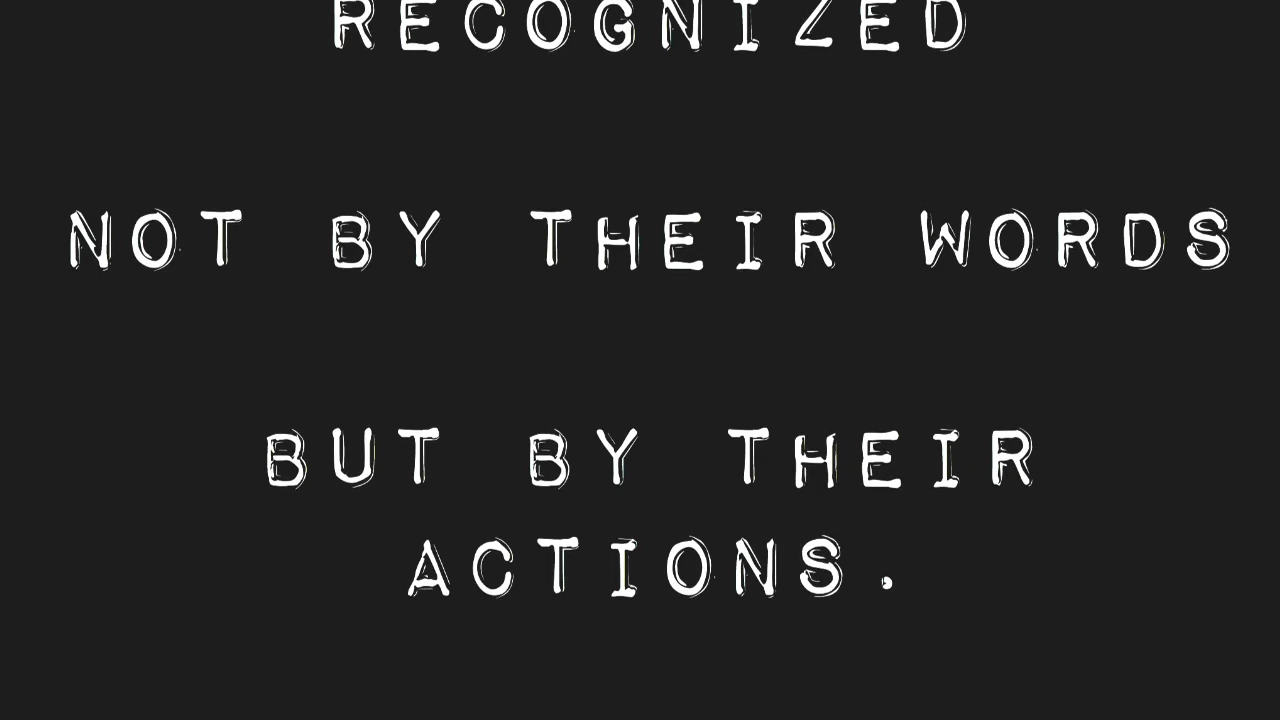 RECOGNIZED
NOT BY THEIR WORDS
BUT BY THEIR
ACTIONS.